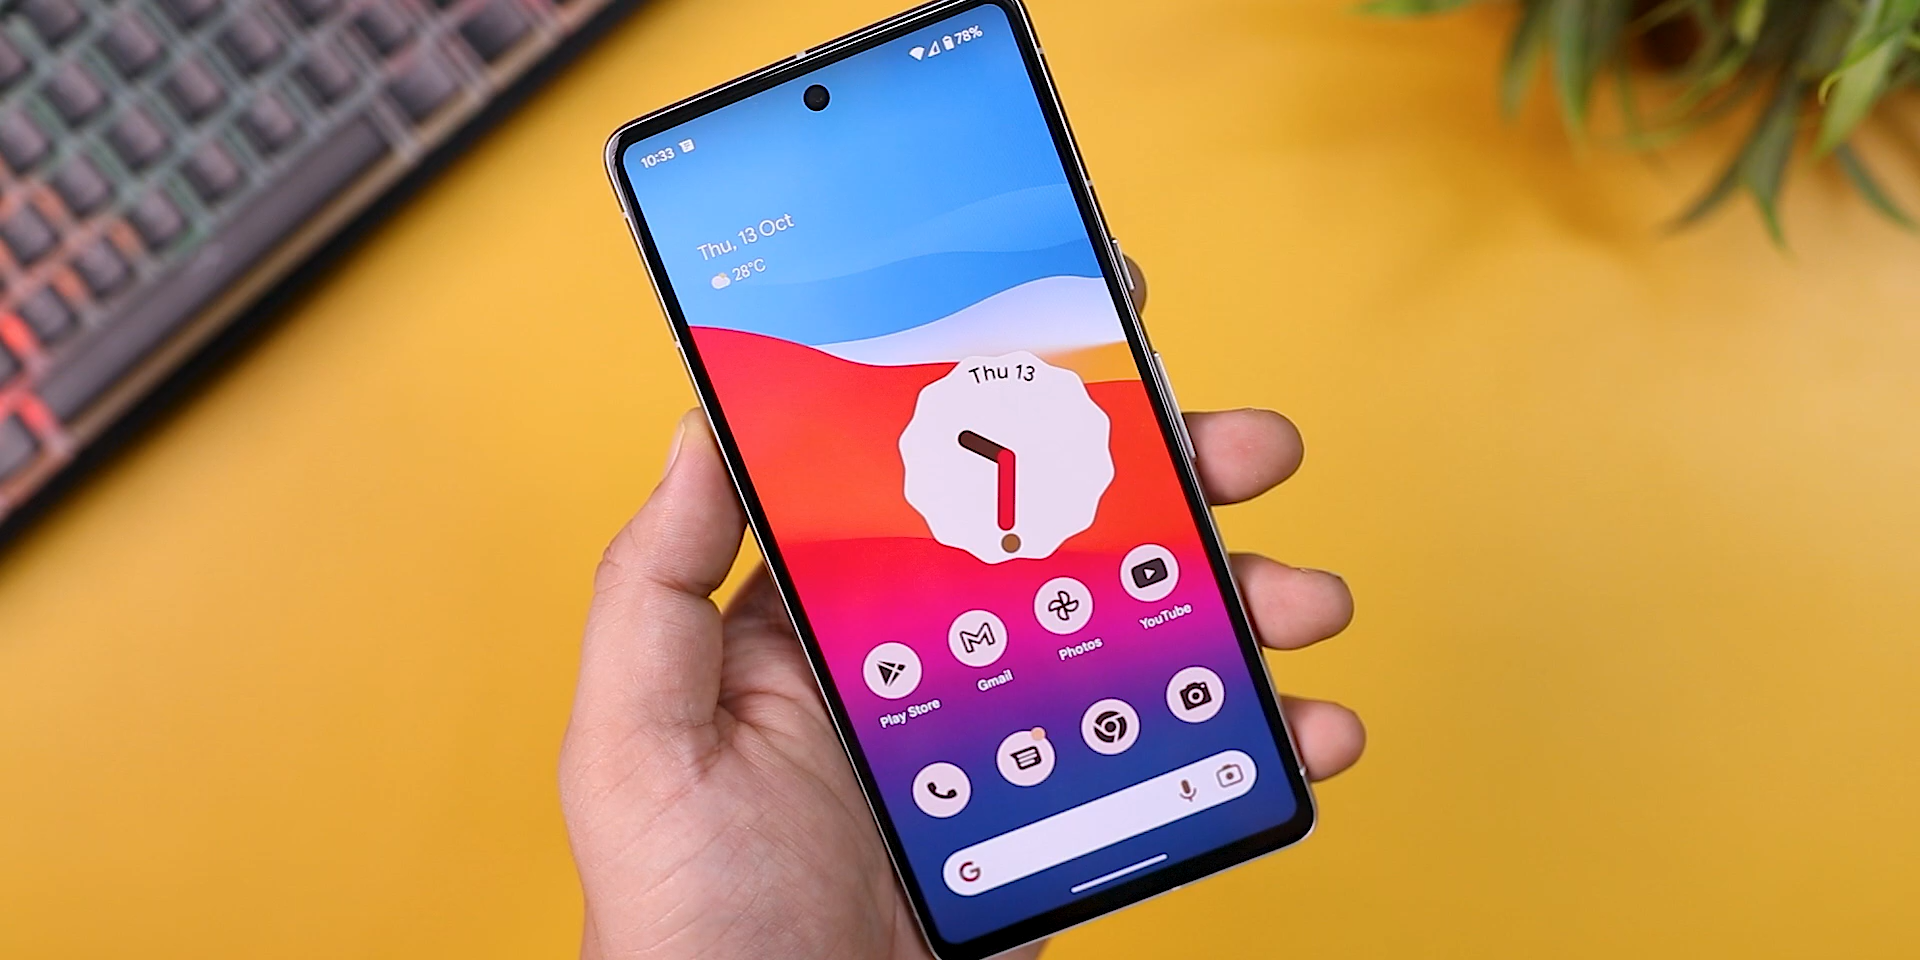 78%
10:33
Thu, 13 Oct
28°C
Thu 13
Play Store
Gmail
Photos
YouTube
G